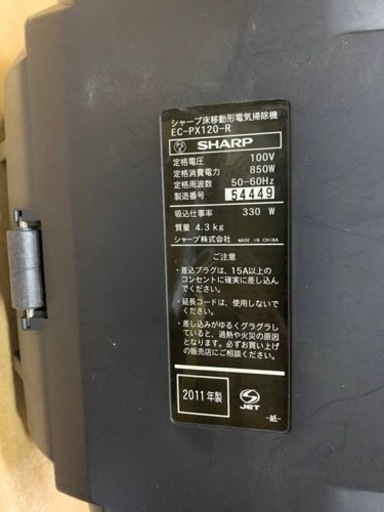 シャープ床移動形電気掃除機
EC-PX120-R
SHARP
定格電圧 100V
定格消費電力 850W
定格周波数 50-60Hz
製造番号 54449
吸込仕事率 330 W
質量 4.3kg
シャープ株式会社 MADE IN CHINA
ご注意
・差込プラグは、15A以上の
コンセントに確実に差し込ん
でください。
・延長コードは、使用しないで
ください。
・差し込みがゆるくグラグラし
ていると、過熱や火災の原因
となります。必ずお買い上げ
の販売店にご相談ください。
2011年製
JET